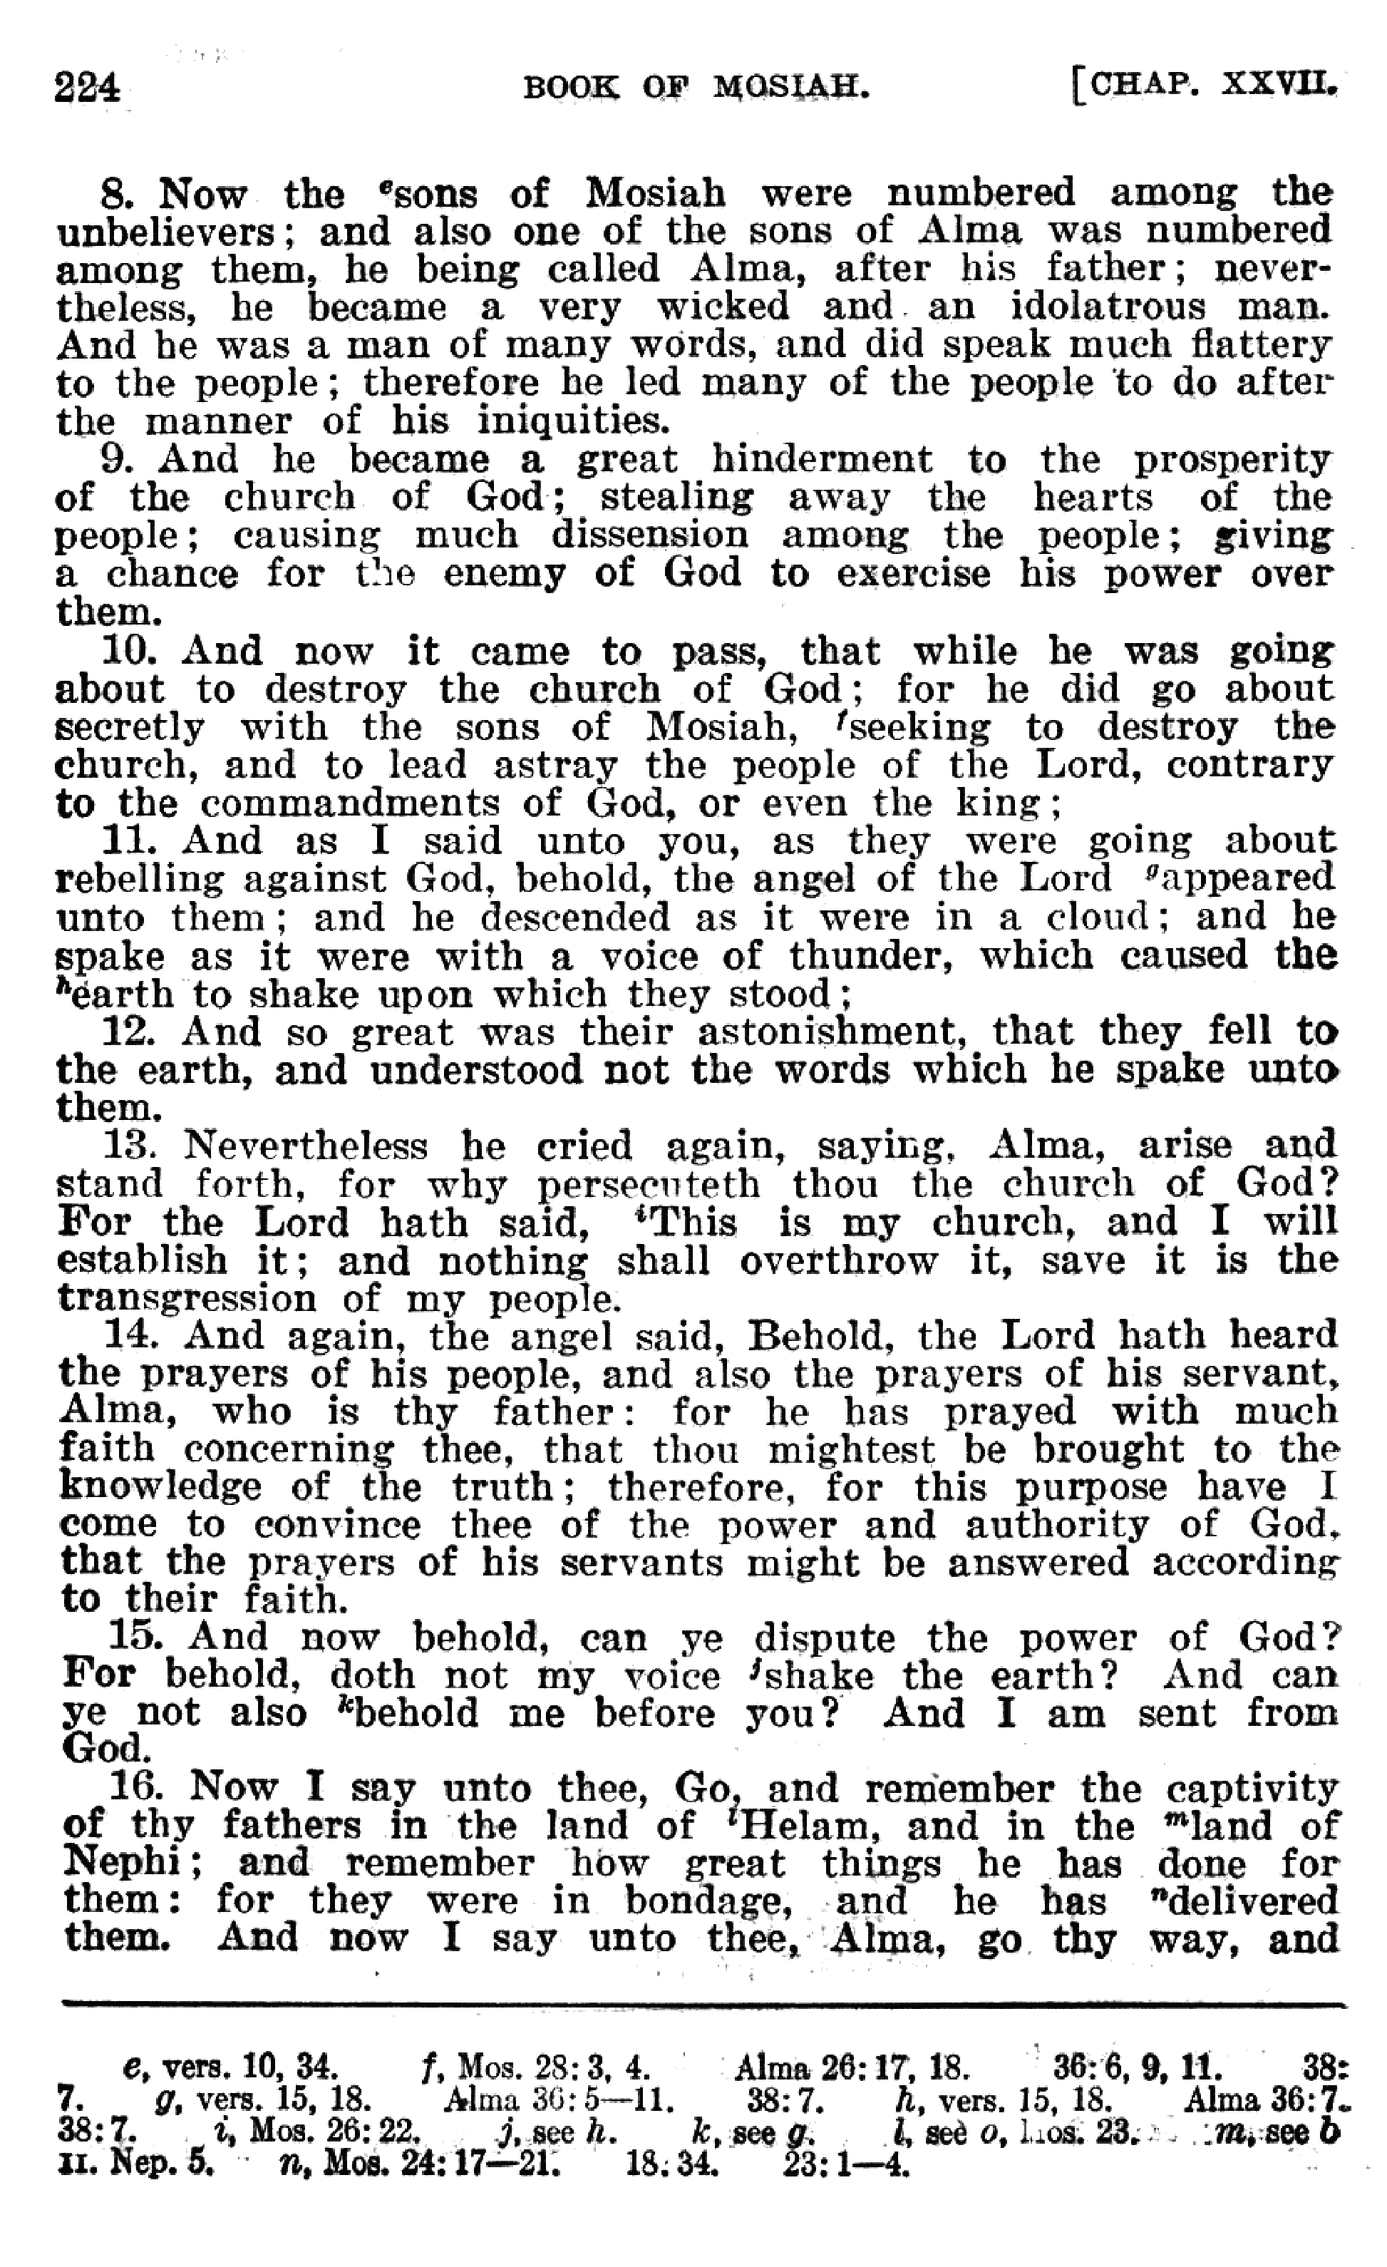 224 BOOK OF MOSIAH. [CHAP. XXVII.
8. Now the ᵉsons of Mosiah were numbered among the
unbelievers; and also one of the sons of Alma was numbered
among them, he being called Alma, after his father; never-
theless, he became a very wicked and an idolatrous man.
And he was a man of many words, and did speak much flattery
to the people; therefore he led many of the people to do after
the manner of his iniquities.
9. And he became a great hinderment to the prosperity
of the church of God; stealing away the hearts of the
people; causing much dissension among the people; giving
a chance for the enemy of God to exercise his power over
them.
10. And now it came to pass, that while he was going
about to destroy the church of God; for he did go about
secretly with the sons of Mosiah, ᶠseeking to destroy the
church, and to lead astray the people of the Lord, contrary
to the commandments of God, or even the king;
11. And as I said unto you, as they were going about
rebelling against God, behold, the angel of the Lord ᵍappeared
unto them; and he descended as it were in a cloud; and he
spake as it were with a voice of thunder, which caused the
ʰearth to shake upon which they stood;
12. And so great was their astonishment, that they fell to
the earth, and understood not the words which he spake unto
them.
13. Nevertheless he cried again, saying, Alma, arise and
stand forth, for why persecuteth thou the church of God?
For the Lord hath said, ⁱThis is my church, and I will
establish it; and nothing shall overthrow it, save it is the
transgression of my people.
14. And again, the angel said, Behold, the Lord hath heard
the prayers of his people, and also the prayers of his servant,
Alma, who is thy father: for he has prayed with much
faith concerning thee, that thou mightest be brought to the
knowledge of the truth; therefore, for this purpose have I
come to convince thee of the power and authority of God,
that the prayers of his servants might be answered according
to their faith.
15. And now behold, can ye dispute the power of God?
For behold, doth not my voice ʲshake the earth? And can
ye not also ᵏbehold me before you? And I am sent from
God.
16. Now I say unto thee, Go, and remember the captivity
of thy fathers in the land of ˡHelam, and in the ᵐland of
Nephi; and remember how great things he has done for
them: for they were in bondage, and he has ⁿdelivered
them. And now I say unto thee, Alma, go thy way, and
e, vers. 10, 34. f, Mos. 28:3, 4. Alma 26:17, 18. 36:6, 9, 11. 38:
7. g, vers. 15, 18. Alma 36:5—11. 38:7. h, vers. 15, 18. Alma 36:7.
38:7. i, Mos. 26:22. j, see h. k, see g. l, see o, Mos. 23. m, see b
II. Nep. 5. n, Mos. 24:17—21. 18:34. 23:1—4.